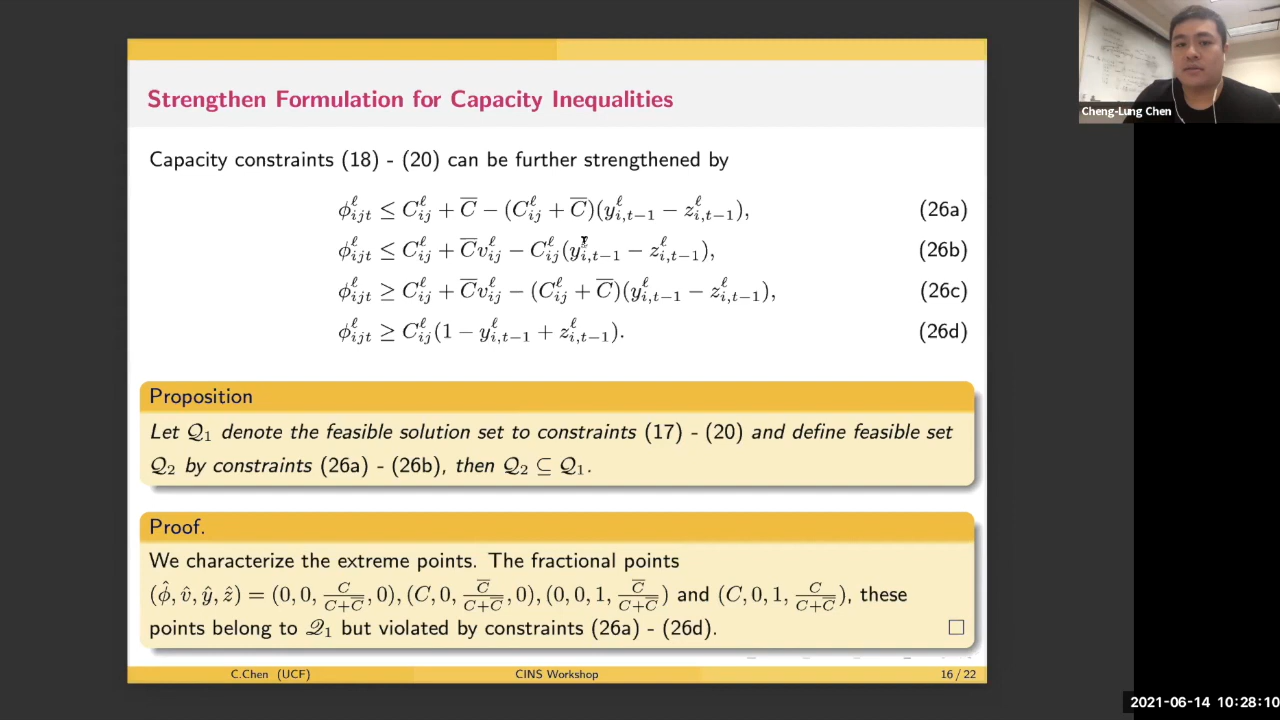 Strengthen Formulation for Capacity Inequalities
Cheng-Lung Chen
Capacity constraints (18) - (20) can be further strengthened by
ϕ^ℓ_{ijt} ≤ C^ℓ_{ij} + C̅ − (C^ℓ_{ij} + C̅)(y^ℓ_{i,t−1} − z^ℓ_{i,t−1}), (26a)
ϕ^ℓ_{ijt} ≤ C^ℓ_{ij} + C̅v^ℓ_{ij} − C^ℓ_{ij}(y^ℓ_{i,t−1} − z^ℓ_{i,t−1}), (26b)
ϕ^ℓ_{ijt} ≥ C^ℓ_{ij} + C̅v^ℓ_{ij} − (C^ℓ_{ij} + C̅)(y^ℓ_{i,t−1} − z^ℓ_{i,t−1}), (26c)
ϕ^ℓ_{ijt} ≥ C^ℓ_{ij}(1 − y^ℓ_{i,t−1} + z^ℓ_{i,t−1}). (26d)
Proposition
Let 𝒬₁ denote the feasible solution set to constraints (17) - (20) and define feasible set
𝒬₂ by constraints (26a) - (26b), then 𝒬₂ ⊆ 𝒬₁.
Proof.
We characterize the extreme points. The fractional points
(ϕ̂, v̂, ŷ, ẑ) = (0, 0, C/(C+C̅), 0), (C, 0, C̅/(C+C̅), 0), (0, 0, 1, C̅/(C+C̅)) and (C, 0, 1, C/(C+C̅)), these
points belong to 𝒬₁ but violated by constraints (26a) - (26d). □
C.Chen (UCF) CINS Workshop 16 / 22
2021-06-14 10:28:10